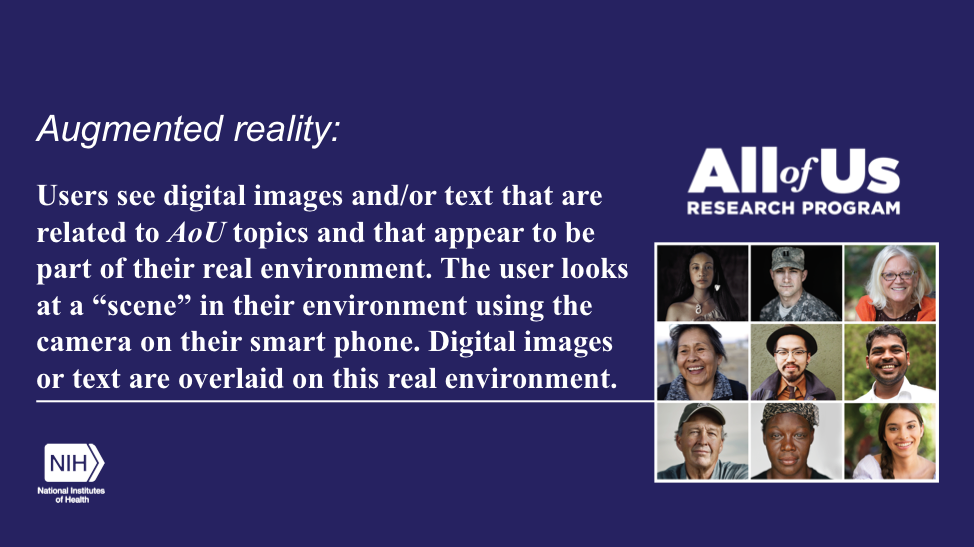 Augmented reality:
Users see digital images and/or text that are
related to AoU topics and that appear to be
part of their real environment. The user looks
at a “scene” in their environment using the
camera on their smart phone. Digital images
or text are overlaid on this real environment.
All of Us
RESEARCH PROGRAM
NIH
National Institutes
of Health